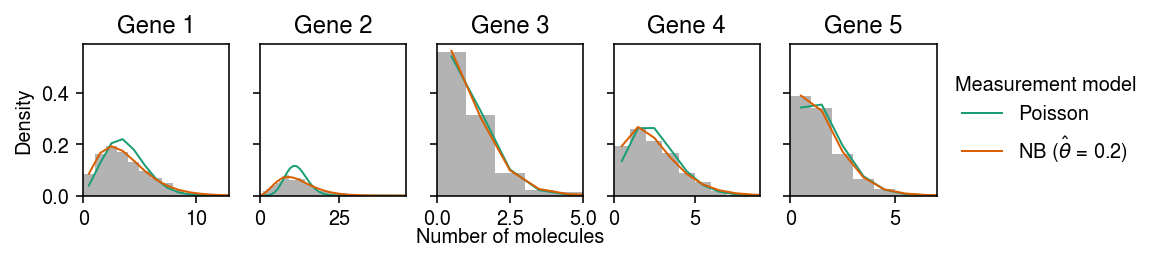 Gene 1 Gene 2 Gene 3 Gene 4 Gene 5
Density
0.4
0.2
0.0
0 10
0 25
0.0 2.5 5.0
0 5
0 5
Number of molecules
Measurement model
Poisson
NB (θ̂ = 0.2)